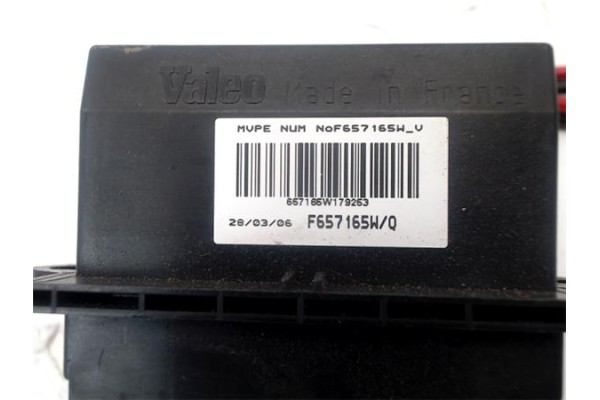 Valeo Made in France
MVPE NUM NoF657165W_V
657165W179253
28/03/06 F657165W/Q